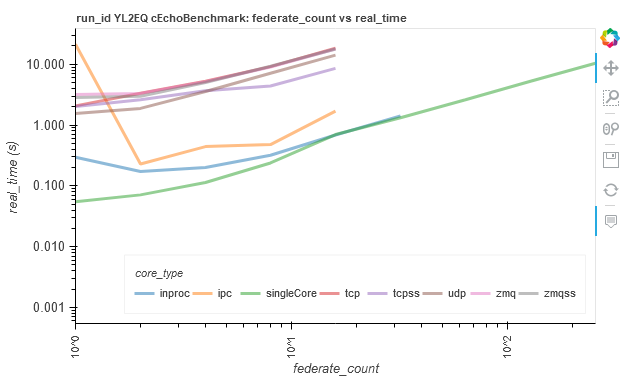 run_id YL2EQ cEchoBenchmark: federate_count vs real_time
10.000
1.000
0.100
0.010
0.001
real_time (s)
core_type
inproc ipc singleCore tcp tcpss udp zmq zmqss
10^0 10^1 10^2
federate_count